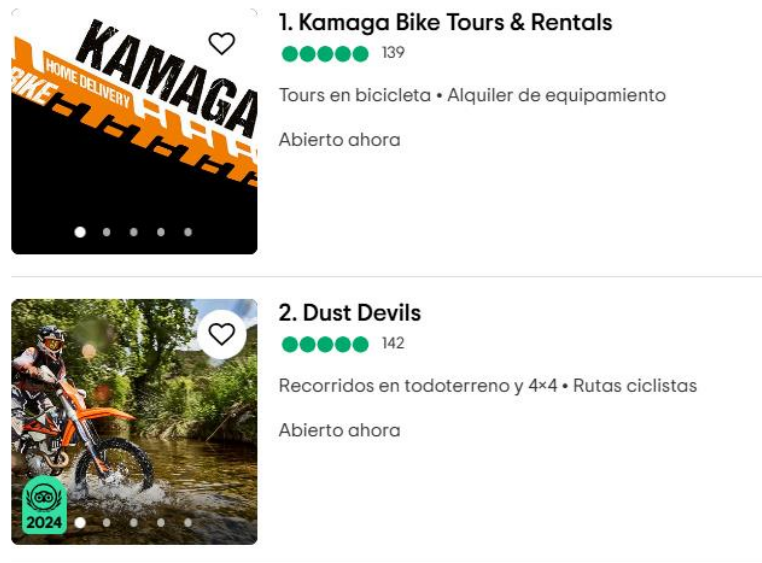 KAMAGA
HOME DELIVERY
BIKE
1. Kamaga Bike Tours & Rentals
139
Tours en bicicleta • Alquiler de equipamiento
Abierto ahora
2024
2. Dust Devils
142
Recorridos en todoterreno y 4×4 • Rutas ciclistas
Abierto ahora